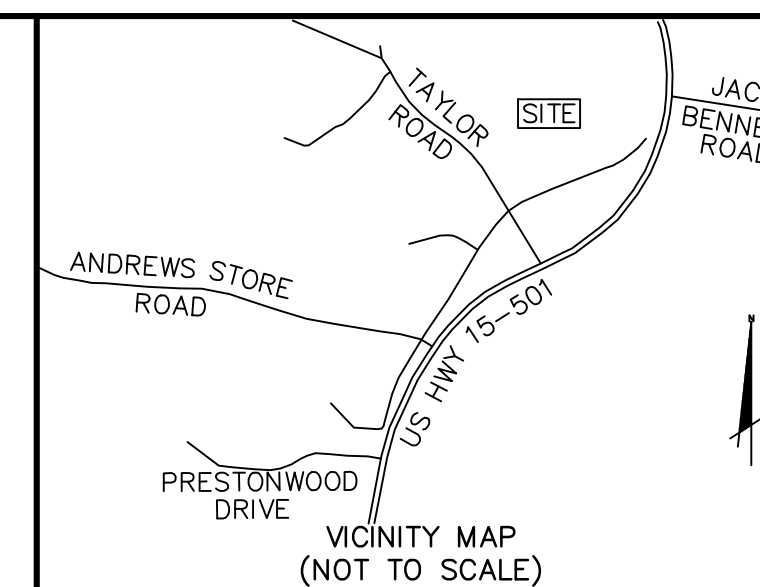 TAYLOR
ROAD
SITE
ANDREWS STORE
ROAD
US HWY 15-501
N
PRESTONWOOD
DRIVE
VICINITY MAP
(NOT TO SCALE)